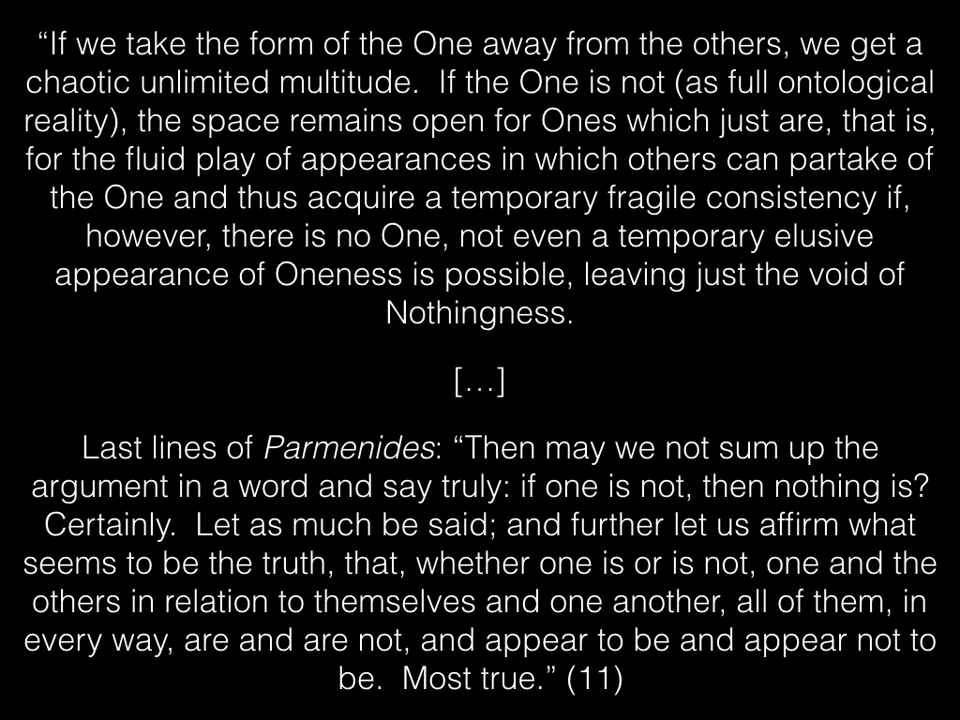 “If we take the form of the One away from the others, we get a
chaotic unlimited multitude.  If the One is not (as full ontological
reality), the space remains open for Ones which just are, that is,
for the fluid play of appearances in which others can partake of
the One and thus acquire a temporary fragile consistency if,
however, there is no One, not even a temporary elusive
appearance of Oneness is possible, leaving just the void of
Nothingness.
[…]
Last lines of Parmenides: “Then may we not sum up the
argument in a word and say truly: if one is not, then nothing is?
Certainly.  Let as much be said; and further let us affirm what
seems to be the truth, that, whether one is or is not, one and the
others in relation to themselves and one another, all of them, in
every way, are and are not, and appear to be and appear not to
be.  Most true.” (11)